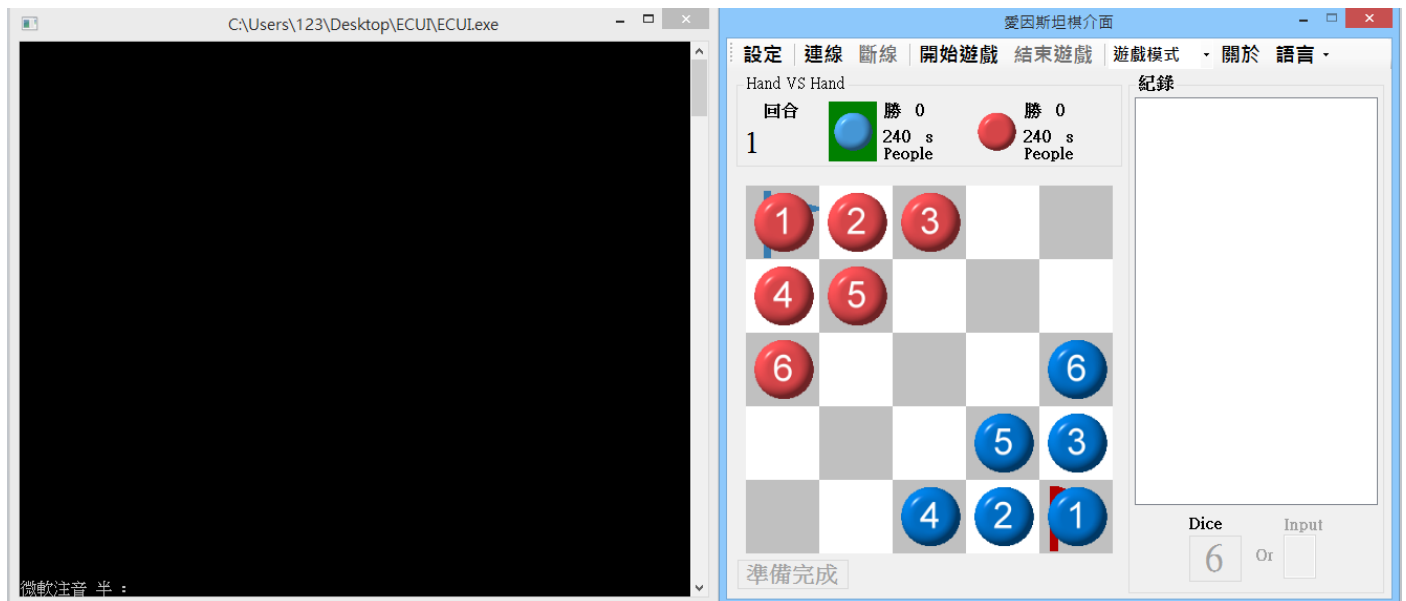 C:\Users\123\Desktop\ECUI\ECUI.exe
微軟注音 半 :
愛因斯坦棋介面
設定 連線 斷線 開始遊戲 結束遊戲 遊戲模式 關於 語言
Hand VS Hand
回合
1
勝 0
240 s
People
勝 0
240 s
People
1 2 3
4 5
6 6
5 3
4 2 1
準備完成
紀錄
Dice
6
Or
Input